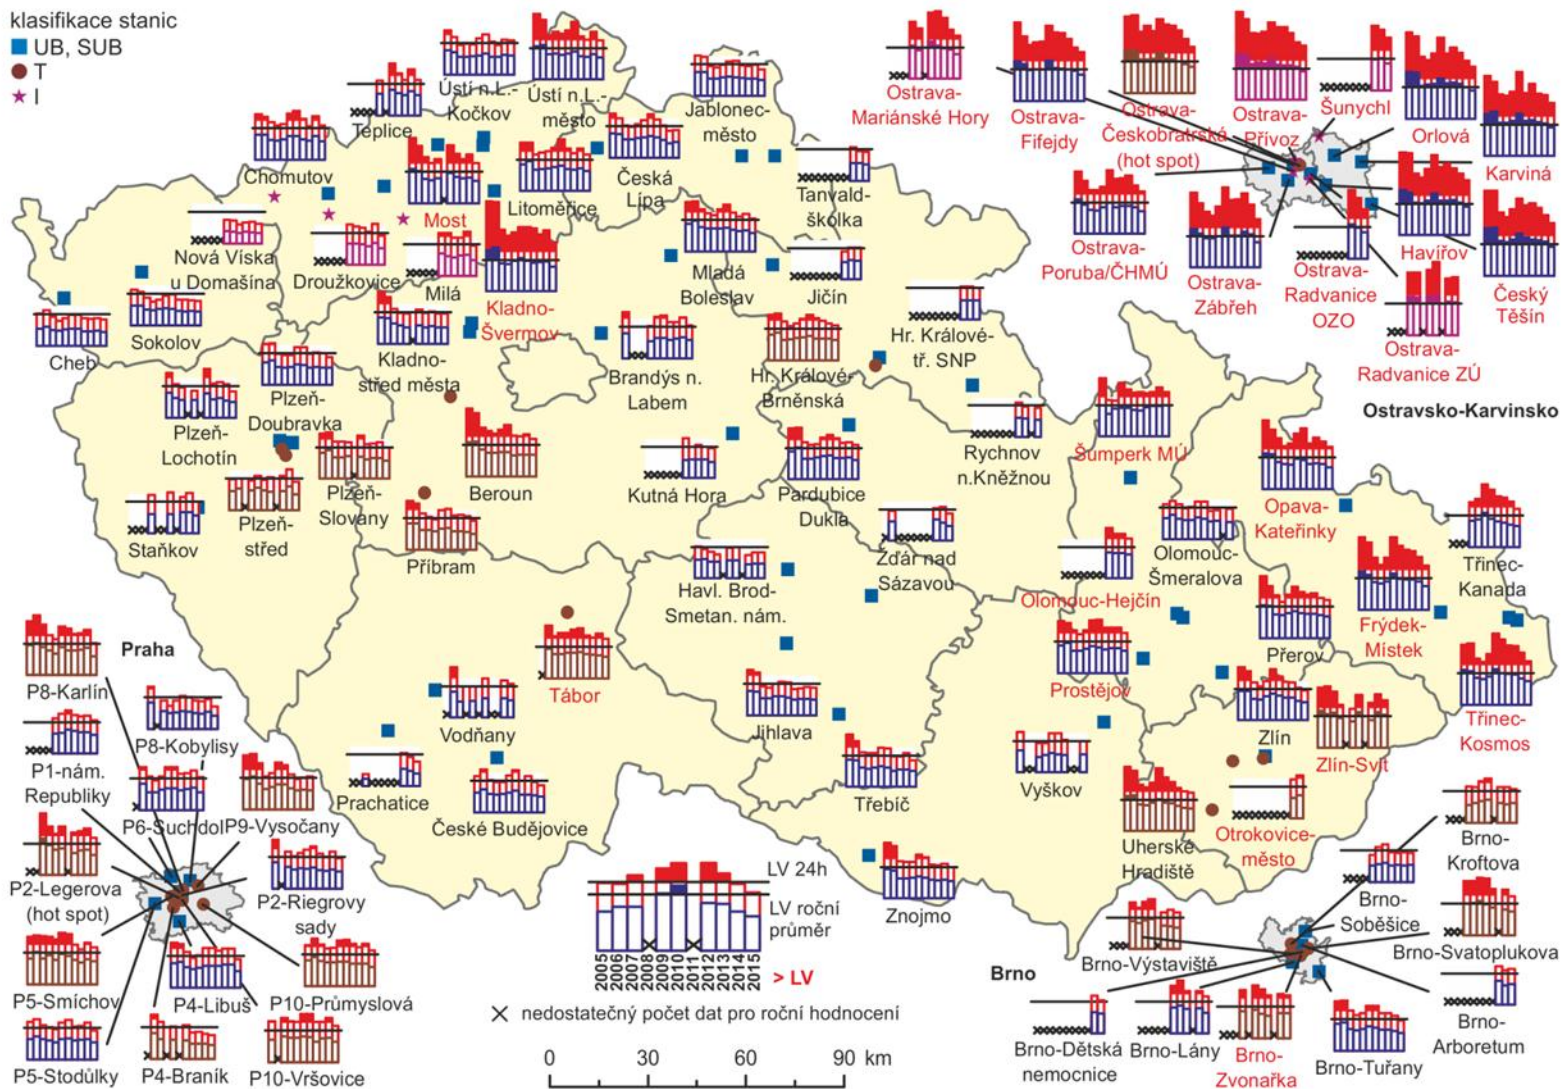 klasifikace stanic
UB, SUB
T
I
Ústí n.L.-
Kočkov
Ústí n.L.-
město
Jablonec-
město
Teplice
Chomutov
Most
Litoměřice
Česká
Lípa
Tanvald-
školka
Nová Víska
u Domašína
Droužkovice
Milá
Kladno-
Švermov
Mladá
Boleslav
Jičín
Hr. Králové-
tř. SNP
Cheb
Sokolov
Kladno-
střed města
Brandýs n.
Labem
Hr. Králové-
Brněnská
Plzeň-
Doubravka
Plzeň-
Lochotín
Plzeň-
Slovany
Plzeň-
střed
Staňkov
Beroun
Příbram
Kutná Hora
Pardubice
Dukla
Rychnov
n.Kněžnou
Šumperk MÚ
Žďár nad
Sázavou
Havl. Brod-
Smetan. nám.
Olomouc-
Šmeralova
Olomouc-Hejčín
Opava-
Kateřinky
Třinec-
Kanada
Frýdek-
Místek
Přerov
Prostějov
Třinec-
Kosmos
Zlín
Zlín-Svit
Otrokovice-
město
Uherské
Hradiště
Vyškov
Tábor
Vodňany
Prachatice
České Budějovice
Jihlava
Třebíč
Znojmo
Ostrava-
Mariánské Hory
Ostrava-
Fifejdy
Ostrava-
Českobratrská
(hot spot)
Ostrava-
Přívoz
Šunychl
Orlová
Karviná
Ostrava-
Poruba/ČHMÚ
Ostrava-
Zábřeh
Ostrava-
Radvanice
OZO
Havířov
Český
Těšín
Ostrava-
Radvanice ZÚ
Ostravsko-Karvinsko
Praha
P8-Karlín
P8-Kobylisy
P1-nám.
Republiky
P6-Suchdol
P9-Vysočany
P2-Legerova
(hot spot)
P2-Riegrovy
sady
P5-Smíchov
P4-Libuš
P10-Průmyslová
P5-Stodůlky
P4-Braník
P10-Vršovice
Brno
Brno-
Kroftova
Brno-
Soběšice
Brno-Svatoplukova
Brno-Výstaviště
Brno-
Arboretum
Brno-Dětská
nemocnice
Brno-Lány
Brno-
Zvonařka
Brno-Tuřany
LV 24h
LV roční
průměr
2005
2006
2007
2008
2009
2010
2011
2012
2013
2014
2015
> LV
nedostatečný počet dat pro roční hodnocení
0 30 60 90 km